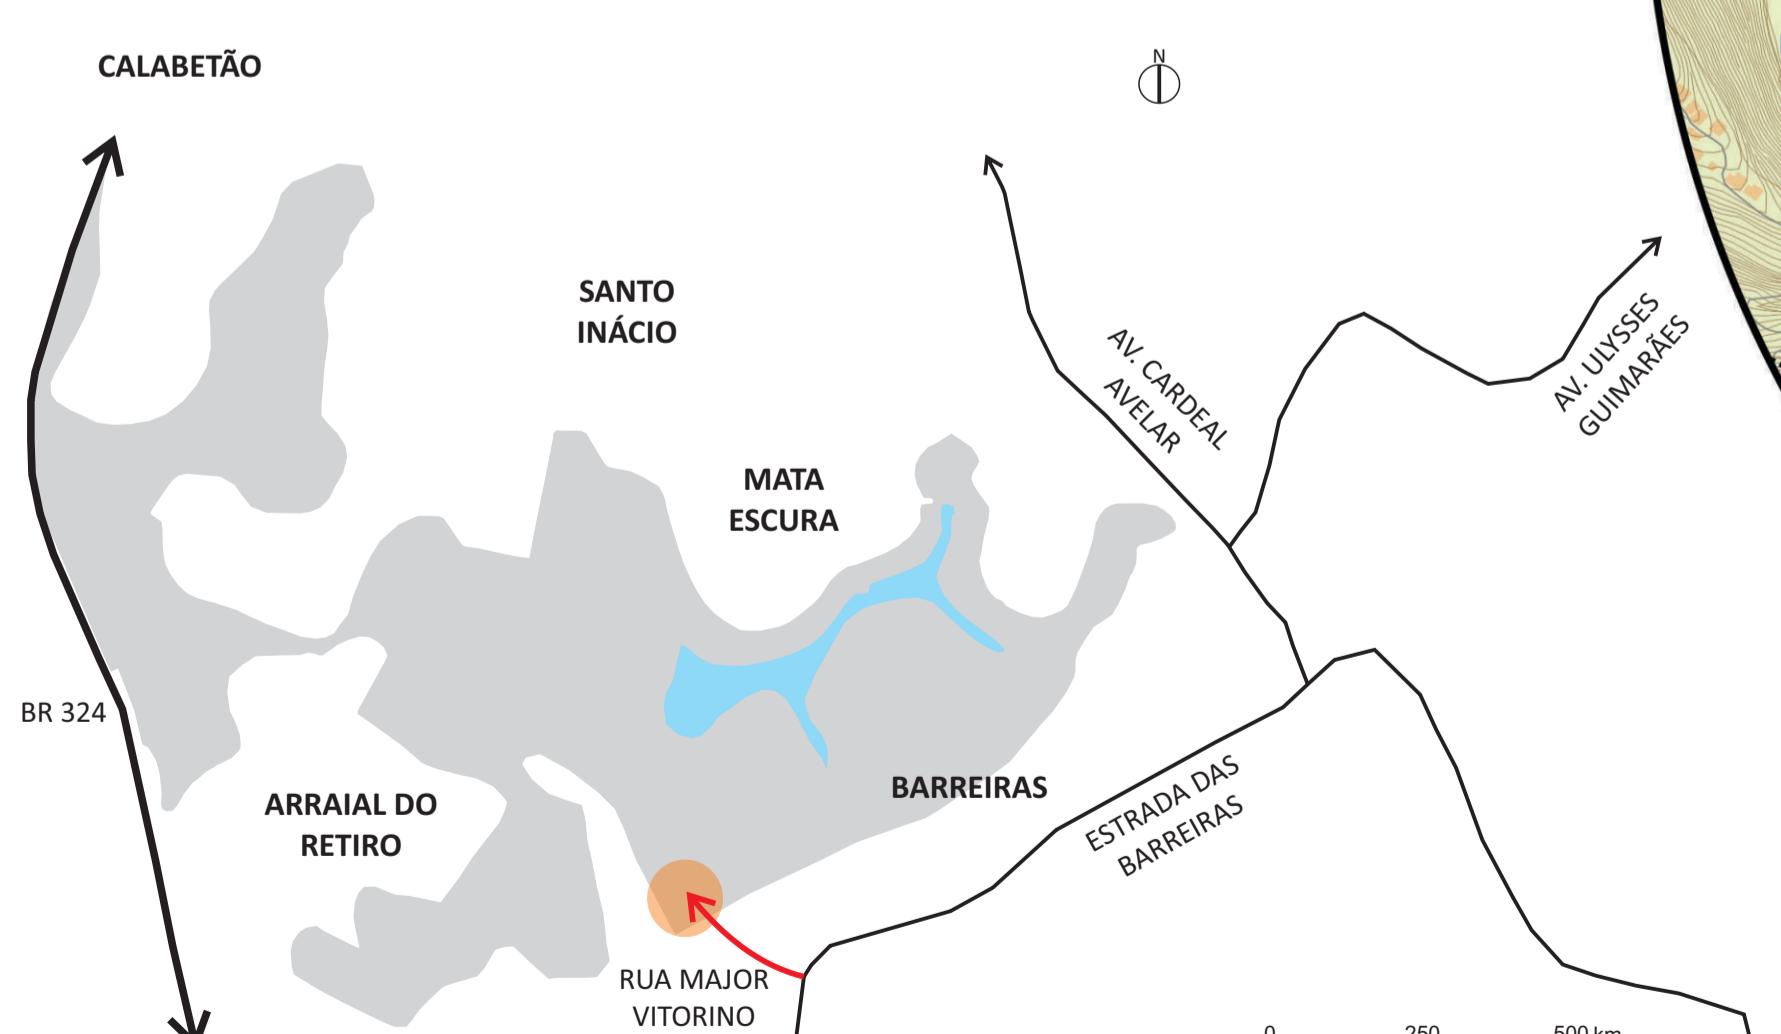 N
CALABETÃO
SANTO
INÁCIO
AV. CARDEAL
AVELAR
AV. ULYSSES
GUIMARÃES
MATA
ESCURA
BR 324
ARRAIAL DO
RETIRO
BARREIRAS
ESTRADA DAS
BARREIRAS
RUA MAJOR
VITORINO
0 250 500 km